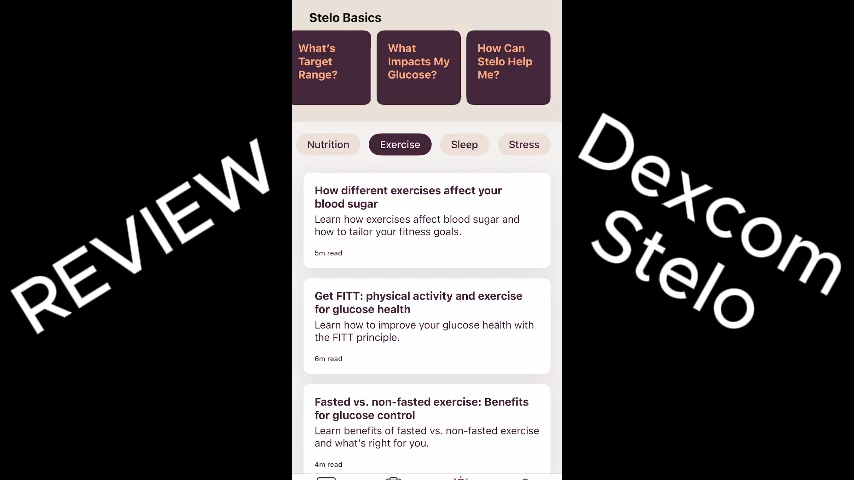 Stelo Basics
What's
Target
Range?
What
Impacts My
Glucose?
How Can
Stelo Help
Me?
Nutrition
Exercise
Sleep
Stress
How different exercises affect your
blood sugar
Learn how exercises affect blood sugar and
how to tailor your fitness goals.
5m read
Get FITT: physical activity and exercise
for glucose health
Learn how to improve your glucose health with
the FITT principle.
6m read
Fasted vs. non-fasted exercise: Benefits
for glucose control
Learn benefits of fasted vs. non-fasted exercise
and what's right for you.
4m read
REVIEW
Dexcom
Stelo